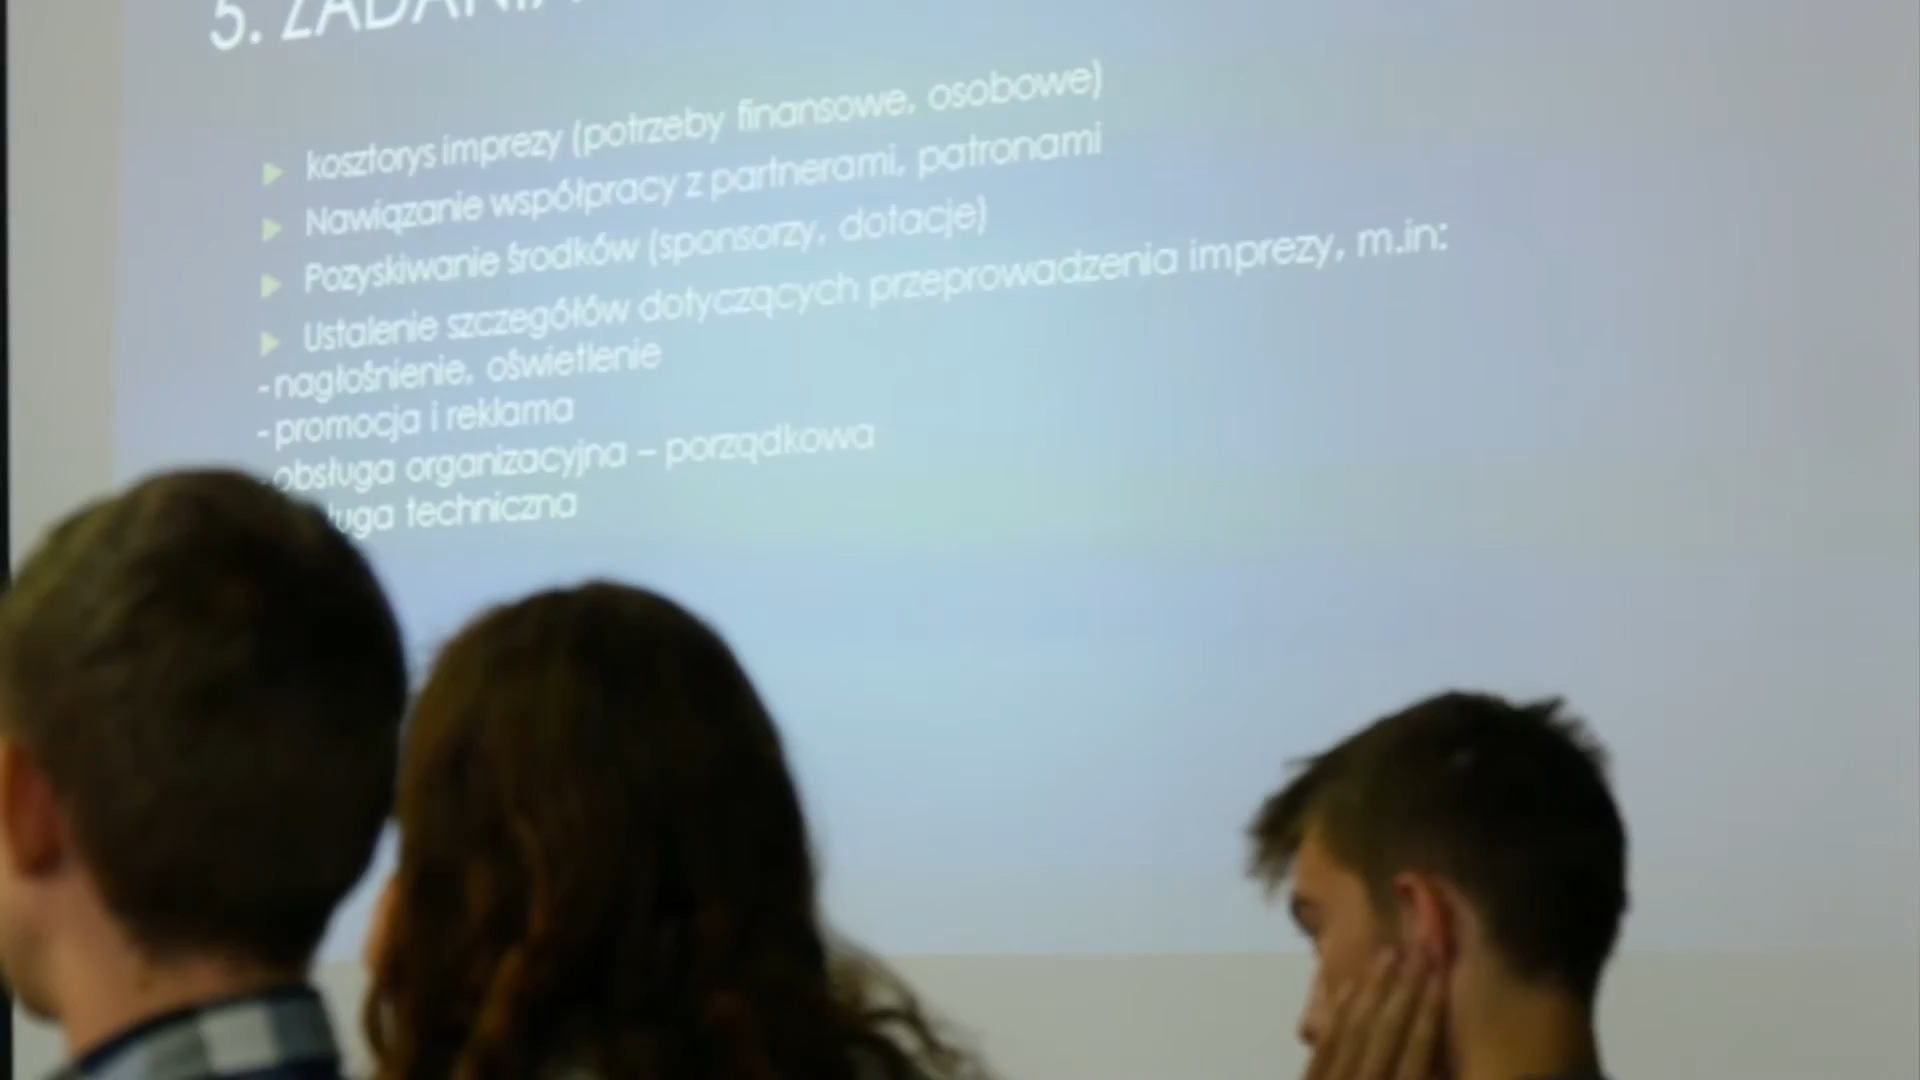 5. ZADANIA
kosztorys imprezy (potrzeby finansowe, osobowe)
Nawiązanie współpracy z partnerami, patronami
Pozyskiwanie środków (sponsorzy, dotacje)
Ustalenie szczegółów dotyczących przeprowadzenia imprezy, m.in:
- nagłośnienie, oświetlenie
- promocja i reklama
- obsługa organizacyjna – porządkowa
techniczna